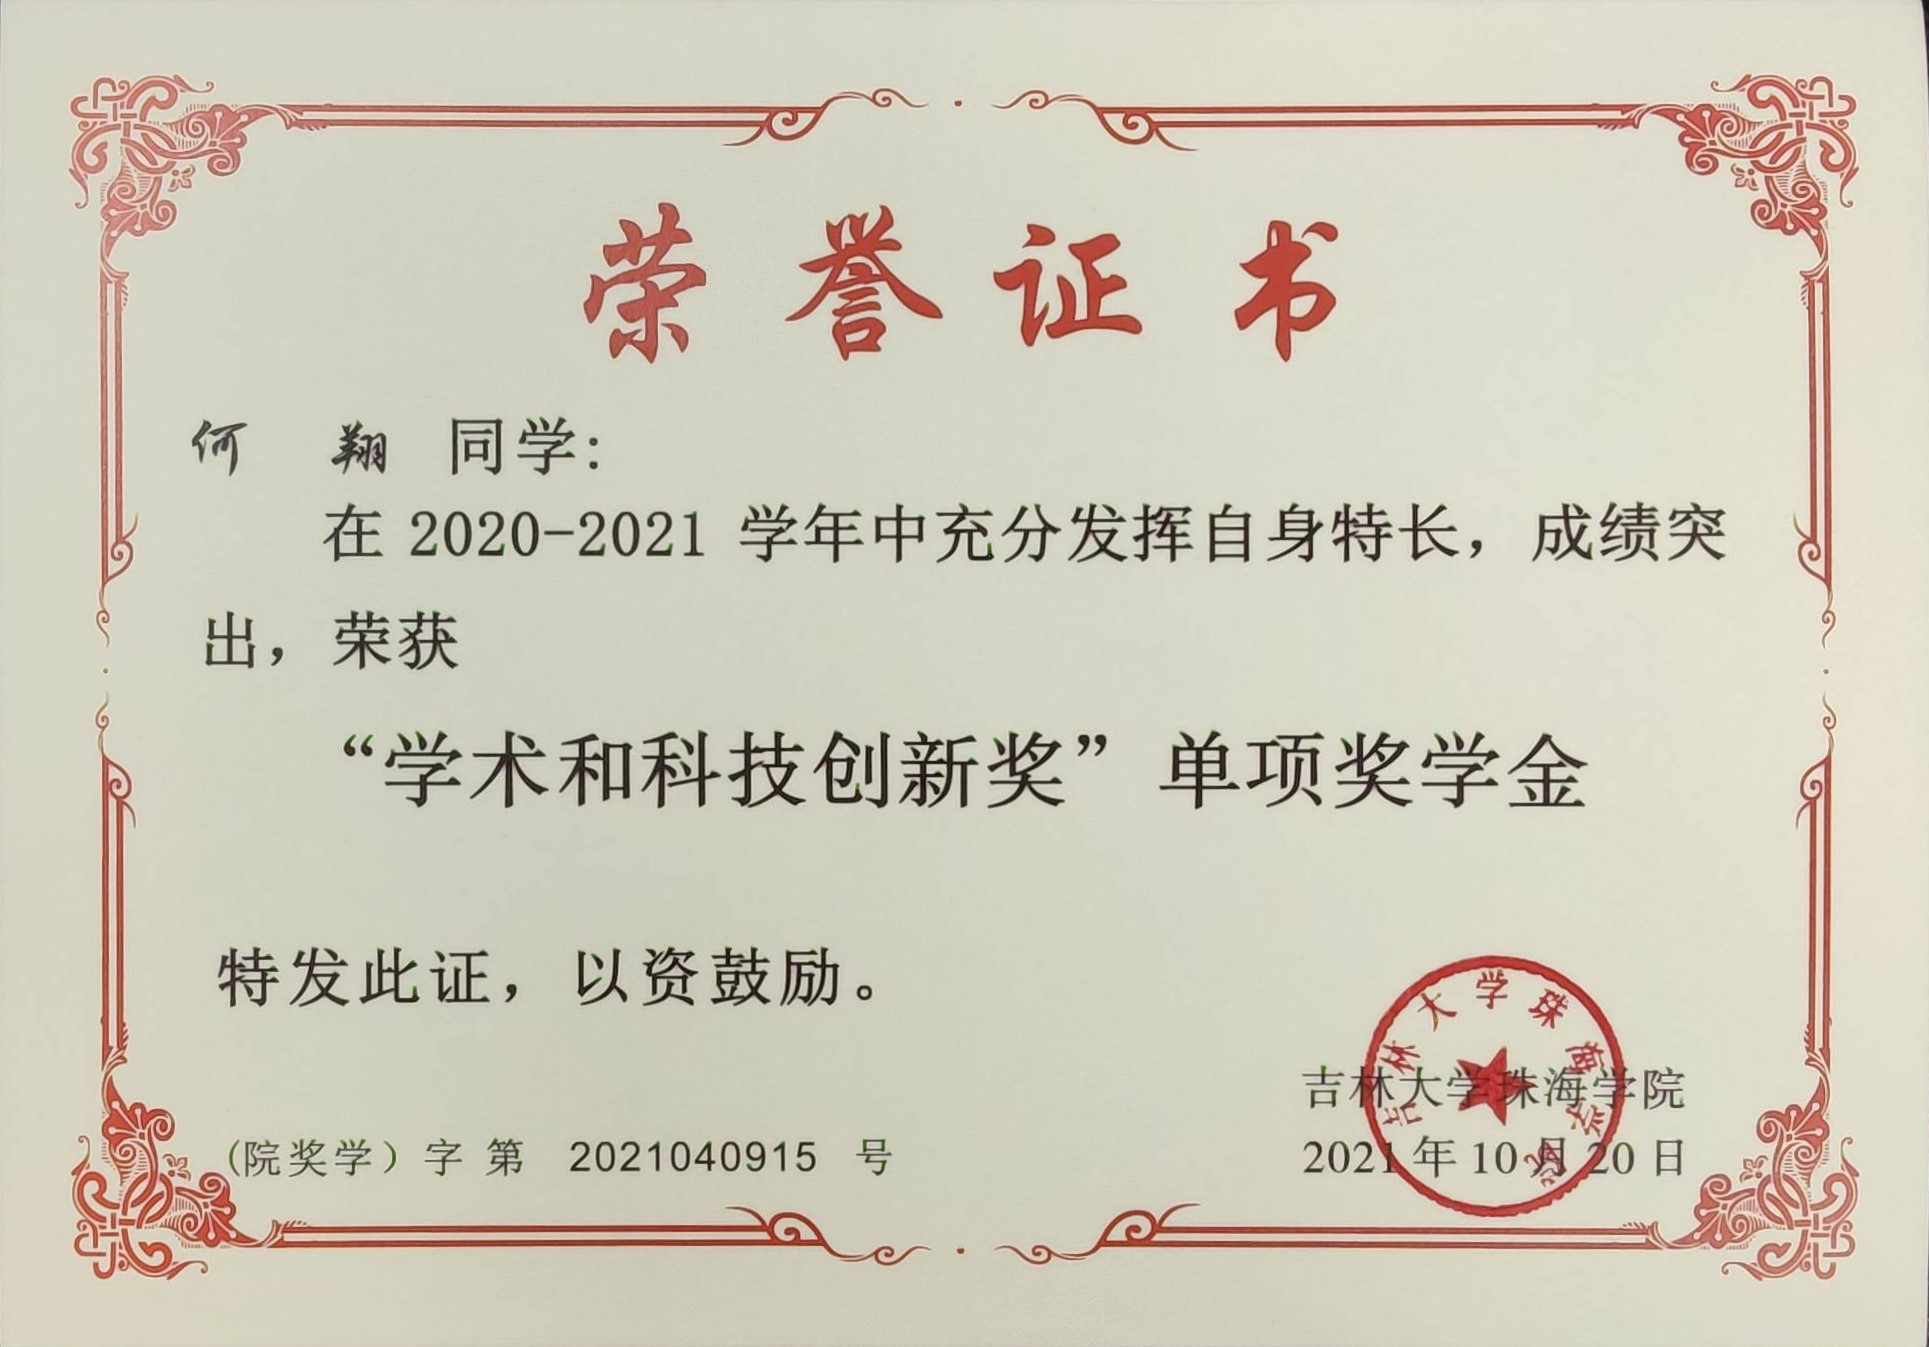 荣誉证书
何 翔 同学:
在 2020-2021 学年中充分发挥自身特长，成绩突
出，荣获
“学术和科技创新奖”单项奖学金
特发此证，以资鼓励。
吉林大学珠海学院
吉林大学珠海学院
2021 年 10 月 20 日
(院奖学）字 第 2021040915 号